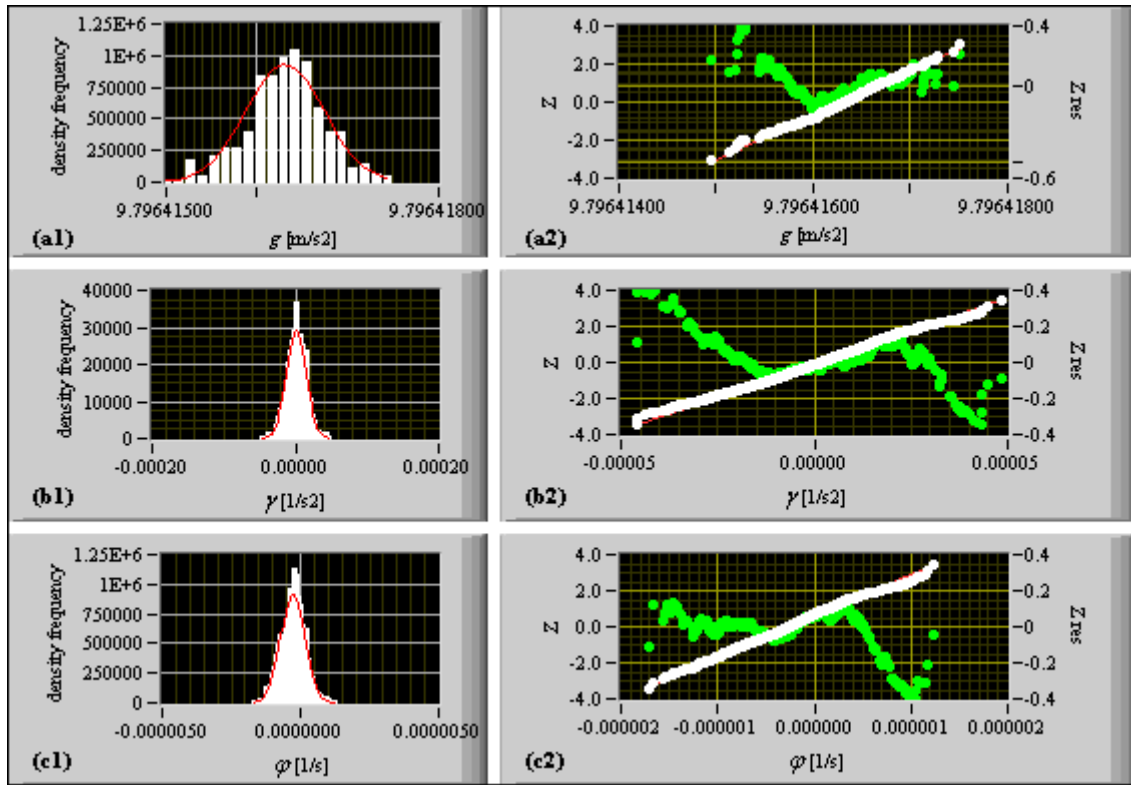 1.25E+6
1E+6
750000
500000
250000
0
density frequency
9.79641500 9.79641800
(a1) g [m/s2]
4.0
2.0
0.0
-2.0
-4.0
Z
-0.4
-0
-
-0.6
Z res
9.79641400 9.79641600 9.79641800
(a2) g [m/s2]
40000
30000
20000
10000
0
density frequency
-0.00020 0.00000 0.00020
(b1) γ [1/s2]
4.0
2.0
0.0
-2.0
-4.0
Z
-0.4
-0.2
-0
-0.2
-0.4
Z res
-0.00005 0.00000 0.00005
(b2) γ [1/s2]
1.25E+6
1E+6
750000
500000
250000
0
density frequency
-0.0000050 0.0000000 0.0000050
(c1) φ [1/s]
4.0
2.0
0.0
-2.0
-4.0
Z
-0.4
-0.2
-0
-0.2
-0.4
Z res
-0.000002 -0.000001 0.000000 0.000001 0.000002
(c2) φ [1/s]